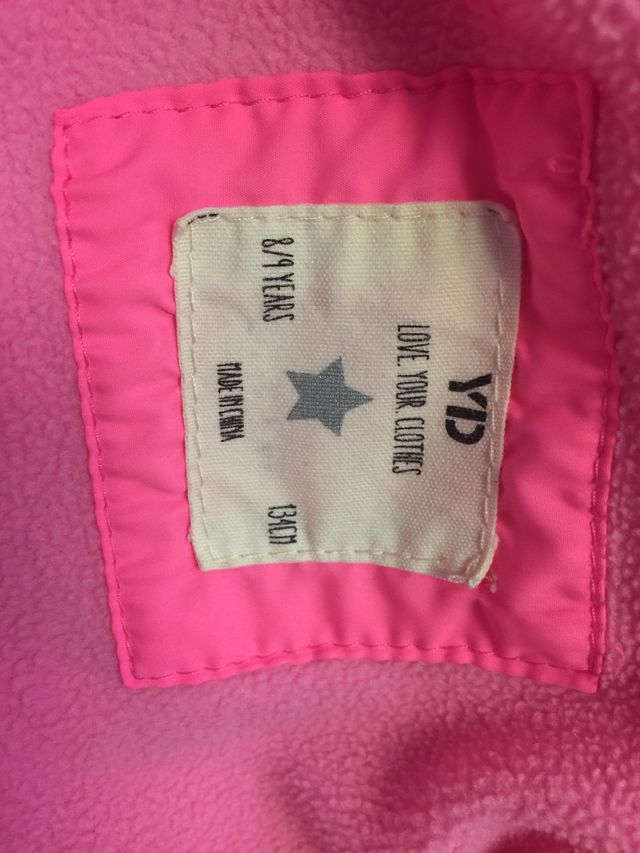 YD
LOVE YOUR CLOTHES
8/9 YEARS
134CM
MADE IN CHINA